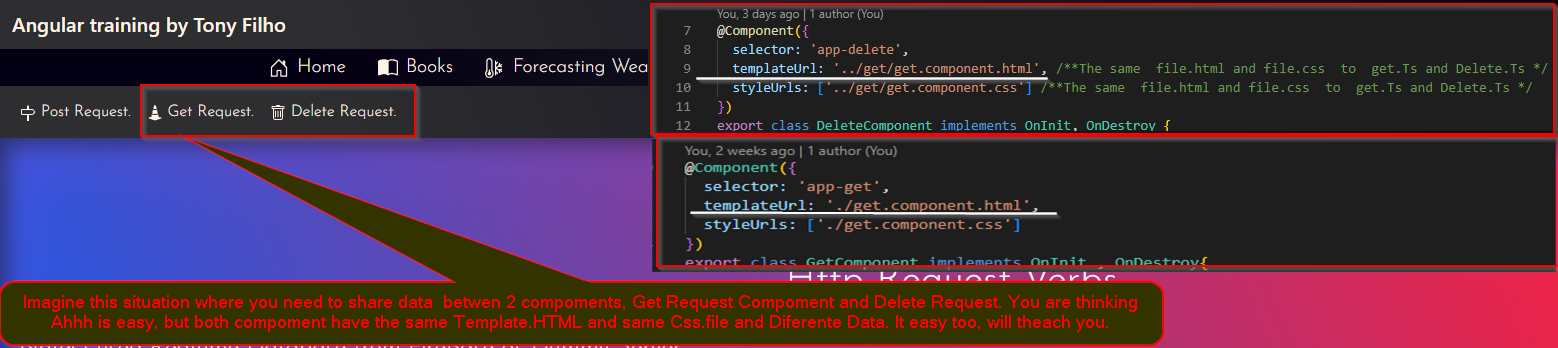 Angular training by Tony Filho
Home Books Forecasting Wea
Post Request. Get Request. Delete Request.
You, 3 days ago | 1 author (You)
7 @Component({
8 selector: 'app-delete',
9 templateUrl: '../get/get.component.html', /**The same file.html and file.css to get.Ts and Delete.Ts */
10 styleUrls: ['../get/get.component.css'] /**The same file.html and file.css to get.Ts and Delete.Ts */
11 })
12 export class DeleteComponent implements OnInit, OnDestroy {
You, 2 weeks ago | 1 author (You)
@Component({
selector: 'app-get',
templateUrl: './get.component.html',
styleUrls: ['./get.component.css']
})
export class GetComponent implements OnInit , OnDestroy{
Http Request Verbs
Imagine this situation where you need to share data betwen 2 compoments, Get Request Compoment and Delete Request. You are thinking
Ahhh is easy, but both compoment have the same Template.HTML and same Css.file and Diferente Data. It easy too, will theach you.